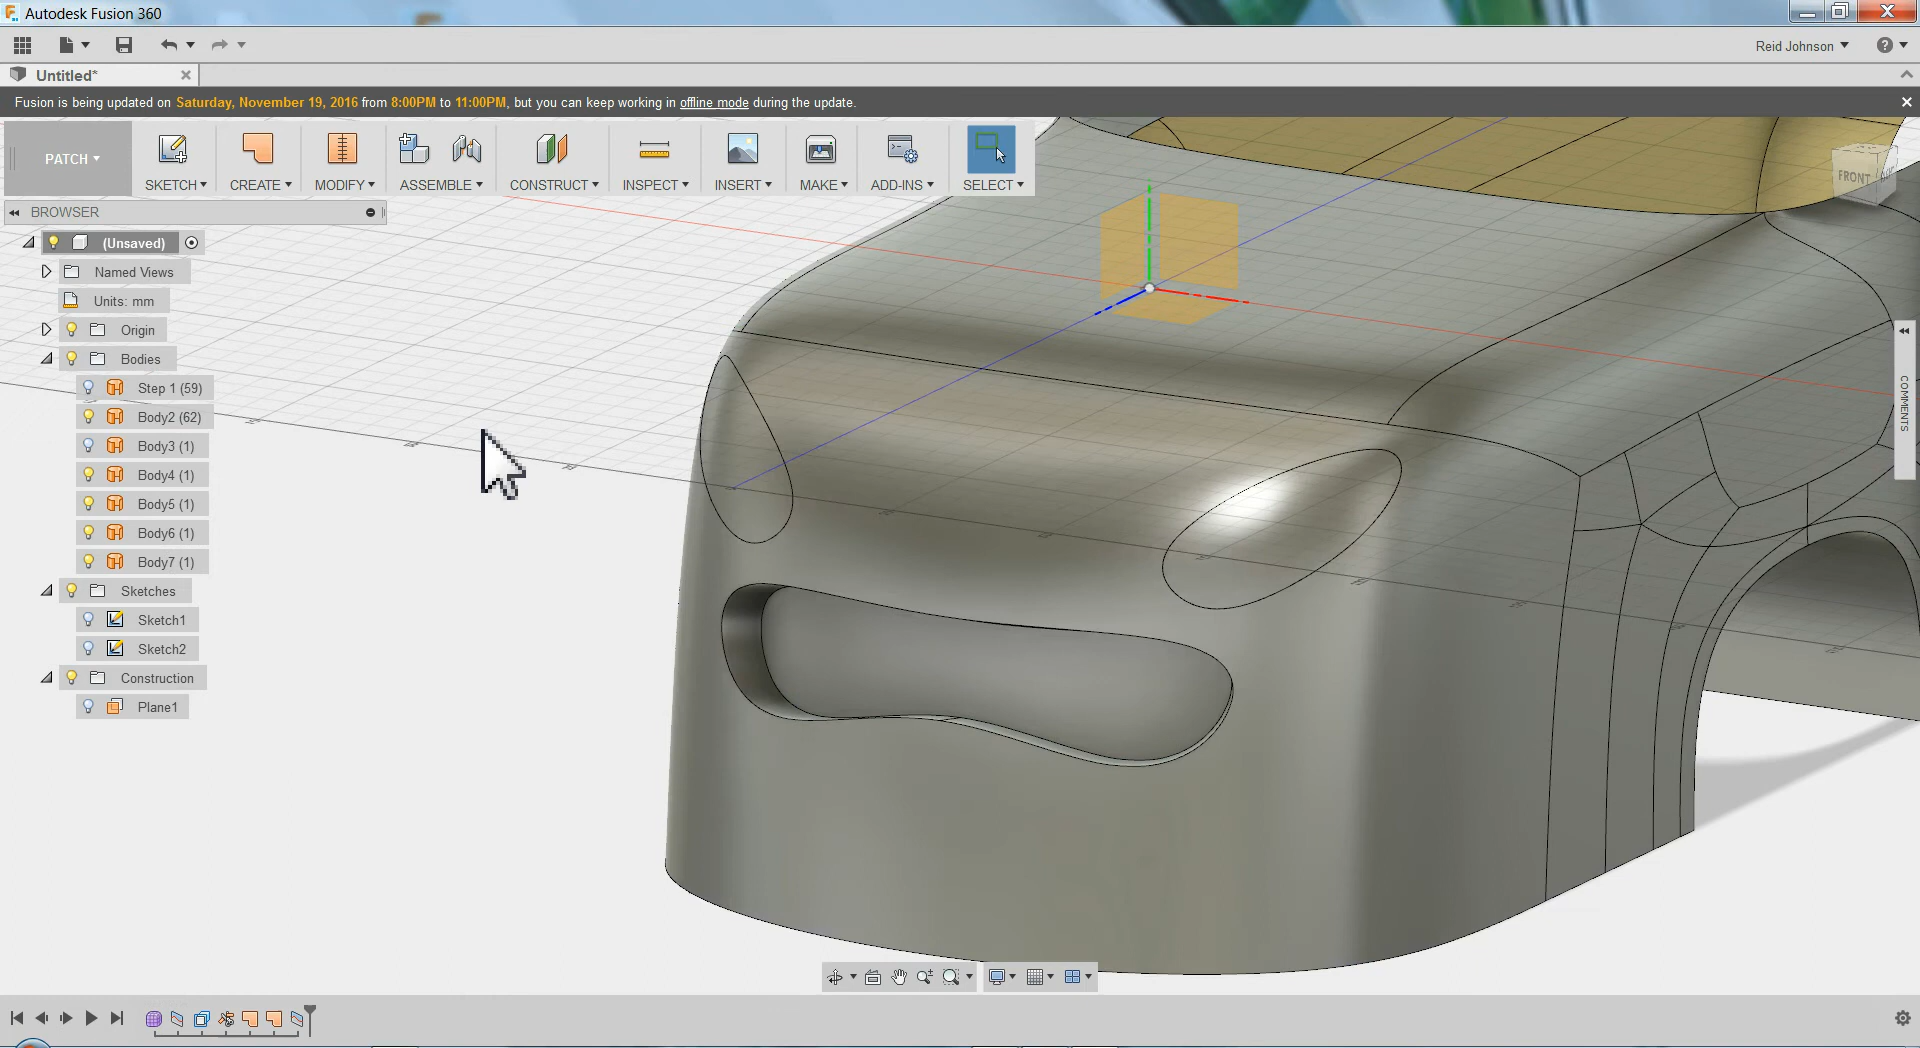 Autodesk Fusion 360
Reid Johnson
Untitled*
Fusion is being updated on Saturday, November 19, 2016 from 8:00PM to 11:00PM, but you can keep working in offline mode during the update.
PATCH
SKETCH
CREATE
MODIFY
ASSEMBLE
CONSTRUCT
INSPECT
INSERT
MAKE
ADD-INS
SELECT
FRONT
BROWSER
(Unsaved)
Named Views
Units: mm
Origin
Bodies
Step 1 (59)
Body2 (62)
Body3 (1)
Body4 (1)
Body5 (1)
Body6 (1)
Body7 (1)
Sketches
Sketch1
Sketch2
Construction
Plane1
COMMENTS